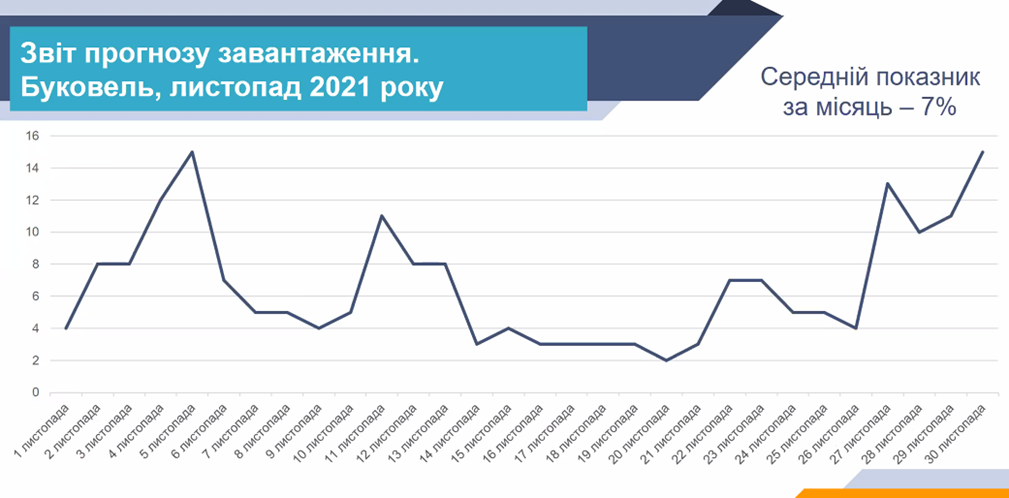 Звіт прогнозу завантаження.
Буковель, листопад 2021 року
Середній показник
за місяць – 7%
16
14
12
10
8
6
4
2
0
1 листопада
2 листопада
3 листопада
4 листопада
5 листопада
6 листопада
7 листопада
8 листопада
9 листопада
10 листопада
11 листопада
12 листопада
13 листопада
14 листопада
15 листопада
16 листопада
17 листопада
18 листопада
19 листопада
20 листопада
21 листопада
22 листопада
23 листопада
24 листопада
25 листопада
26 листопада
27 листопада
28 листопада
29 листопада
30 листопада